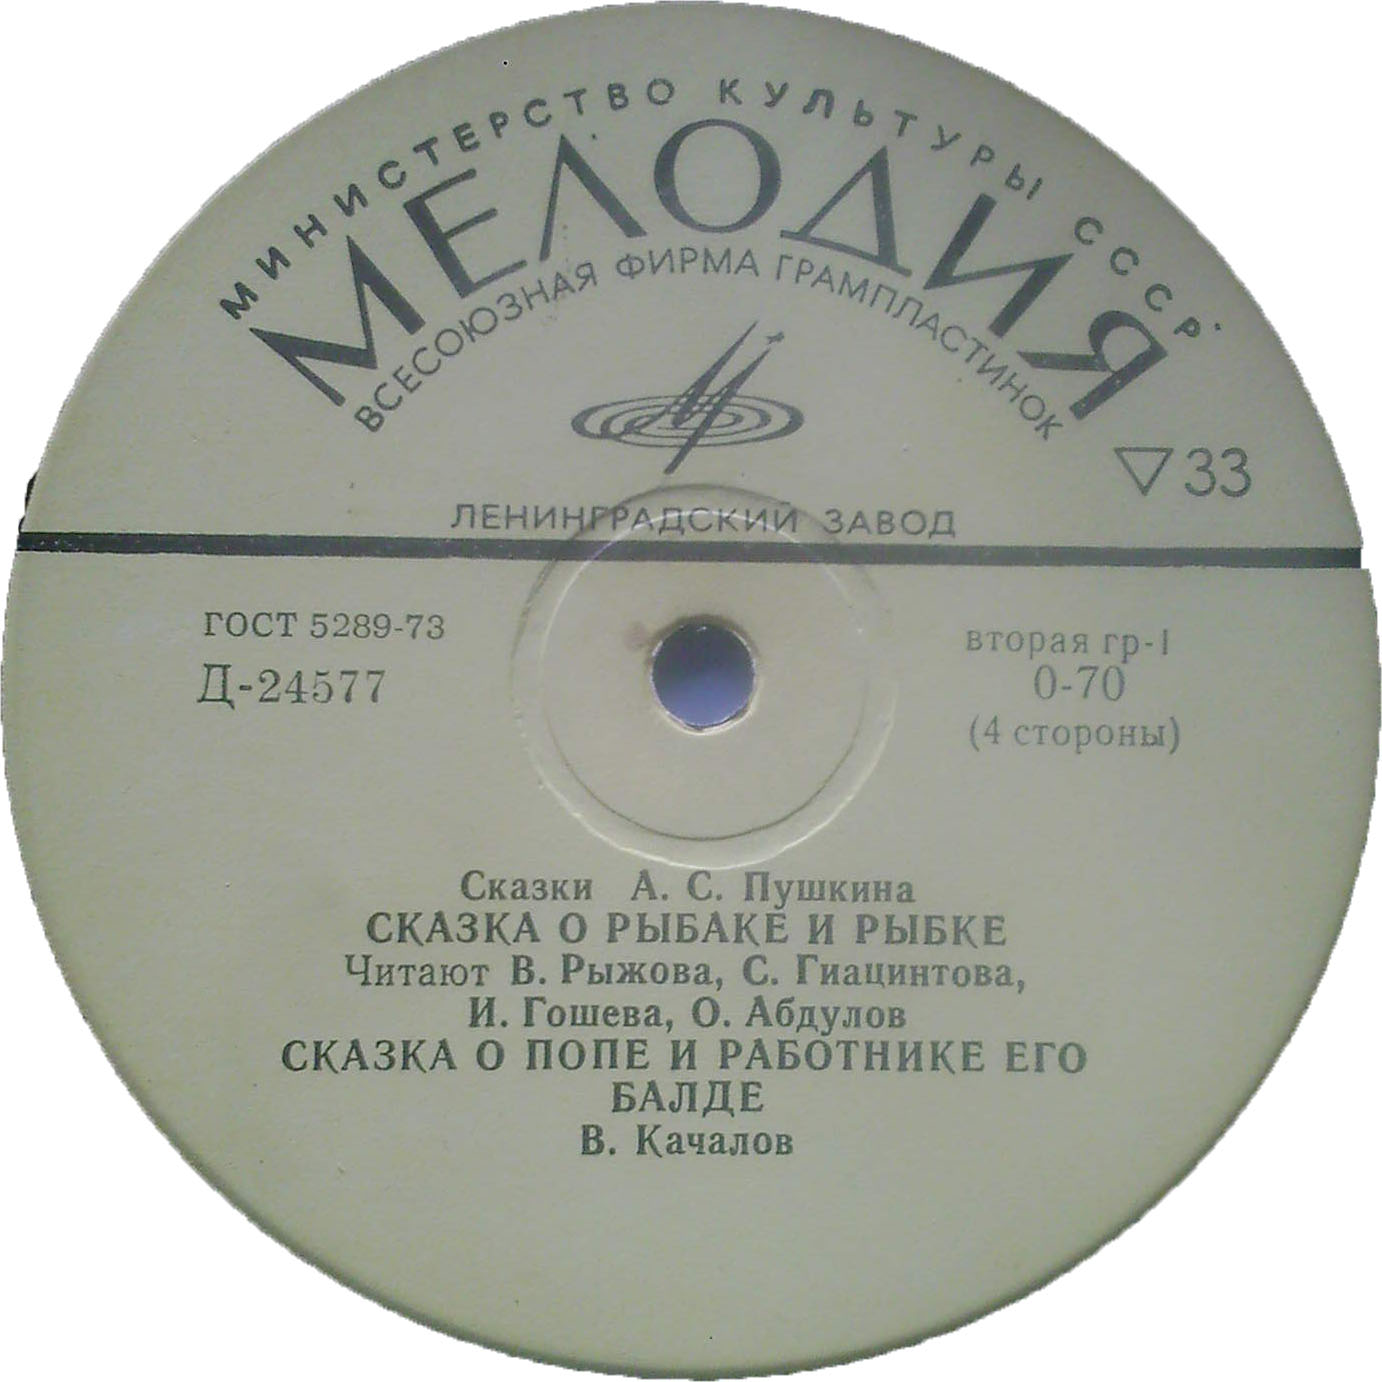 МИНИСТЕРСТВО КУЛЬТУРЫ СССР
МЕЛОДИЯ
ВСЕСОЮЗНАЯ ФИРМА ГРАМПЛАСТИНОК
▽ 33
ЛЕНИНГРАДСКИЙ ЗАВОД
ГОСТ 5289-73
Д-24577
вторая гр-I
0-70
(4 стороны)
Сказки А. С. Пушкина
СКАЗКА О РЫБАКЕ И РЫБКЕ
Читают В. Рыжова, С. Гиацинтова,
И. Гошева, О. Абдулов
СКАЗКА О ПОПЕ И РАБОТНИКЕ ЕГО
БАЛДЕ
В. Качалов